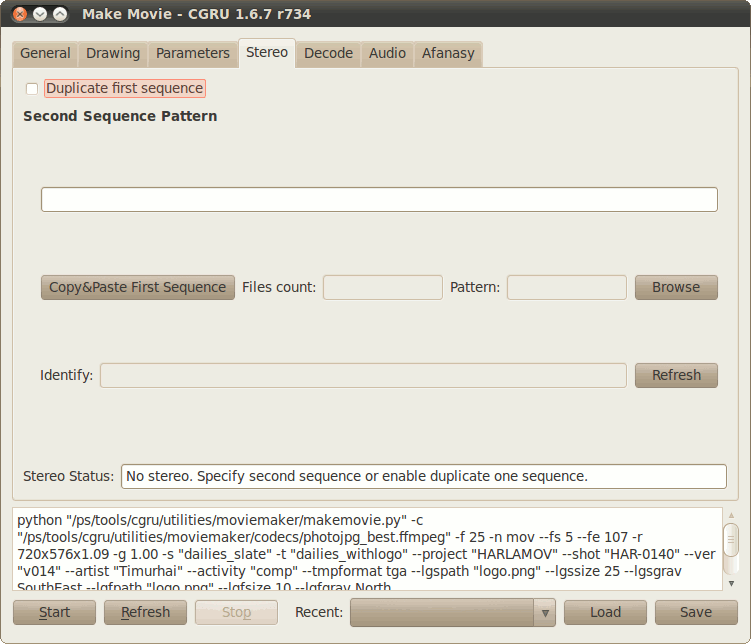 Make Movie - CGRU 1.6.7 r734
General Drawing Parameters Stereo Decode Audio Afanasy
Duplicate first sequence
Second Sequence Pattern
Copy&Paste First Sequence Files count: Pattern: Browse
Identify: Refresh
Stereo Status: No stereo. Specify second sequence or enable duplicate one sequence.
python "/ps/tools/cgru/utilities/moviemaker/makemovie.py" -c
"/ps/tools/cgru/utilities/moviemaker/codecs/photojpg_best.ffmpeg" -f 25 -n mov --fs 5 --fe 107 -r
720x576x1.09 -g 1.00 -s "dailies_slate" -t "dailies_withlogo" --project "HARLAMOV" --shot "HAR-0140" --ver
"v014" --artist "Timurhai" --activity "comp" --tmpformat tga --lgspath "logo.png" --lgssize 25 --lgsgrav
SouthEast --lgfpath "logo.png" --lgfsize 10 --lgfgrav North
Start Refresh Stop Recent: Load Save